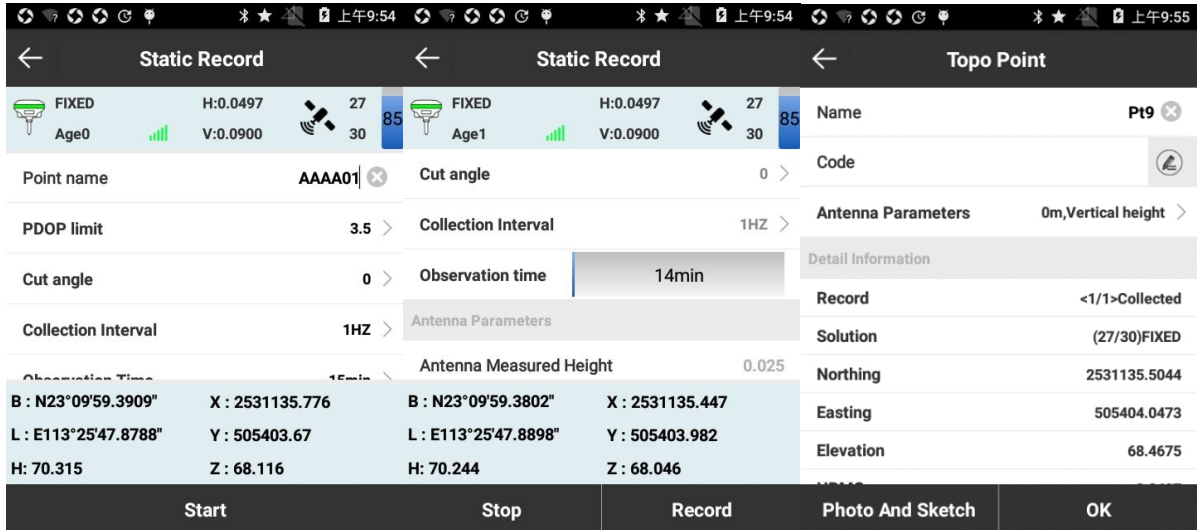 上午9:54
Static Record
FIXED H:0.0497 27
Age0 V:0.0900 30
85
Point name AAAA01
PDOP limit 3.5
Cut angle 0
Collection Interval 1HZ
Observation Time 15min
B : N23°09'59.3909" X : 2531135.776
L : E113°25'47.8788" Y : 505403.67
H: 70.315 Z : 68.116
Start
上午9:54
Static Record
FIXED H:0.0497 27
Age1 V:0.0900 30
85
Cut angle 0
Collection Interval 1HZ
Observation time 14min
Antenna Parameters
Antenna Measured Height 0.025
B : N23°09'59.3802" X : 2531135.447
L : E113°25'47.8898" Y : 505403.982
H: 70.244 Z : 68.046
Stop Record
上午9:55
Topo Point
Name Pt9
Code
Antenna Parameters 0m,Vertical height
Detail Information
Record <1/1>Collected
Solution (27/30)FIXED
Northing 2531135.5044
Easting 505404.0473
Elevation 68.4675
Photo And Sketch OK